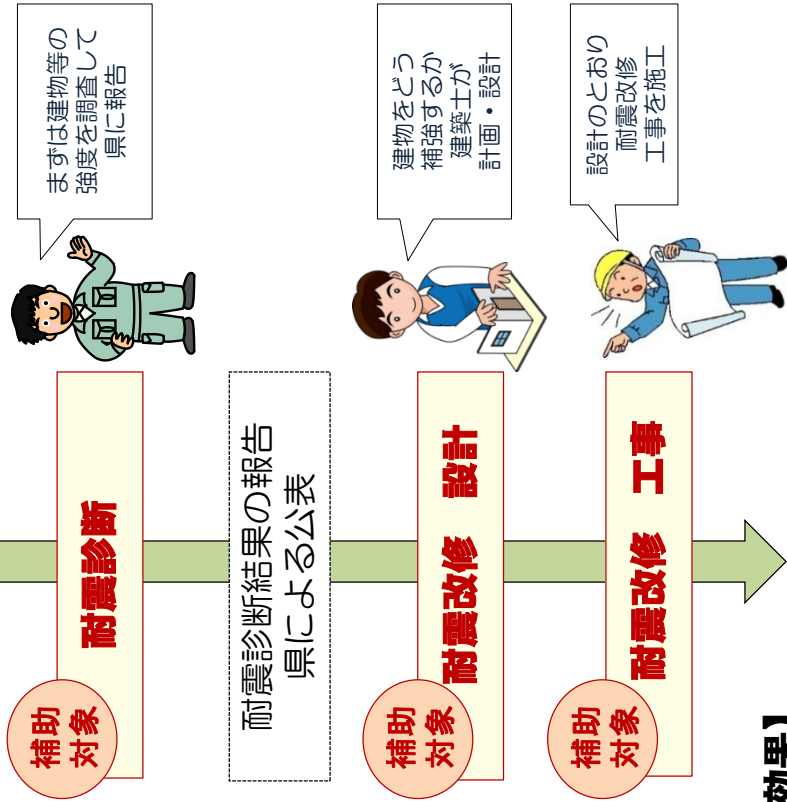 補助
対象
耐震診断
まずは建物等の
強度を調査して
県に報告
耐震診断結果の報告
県による公表
補助
対象
耐震改修 設計
建物をどう
補強するか
建築士が
計画・設計
補助
対象
耐震改修 工事
設計のとおり
耐震改修
工事を施工
効果】